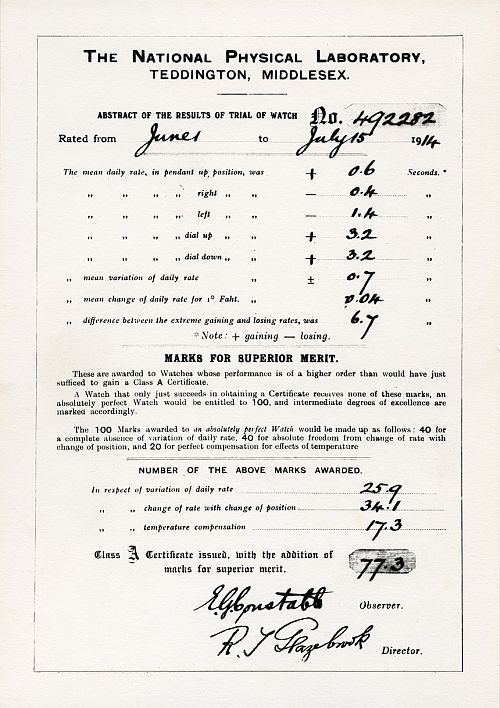 THE NATIONAL PHYSICAL LABORATORY,
TEDDINGTON, MIDDLESEX.
ABSTRACT OF THE RESULTS OF TRIAL OF WATCH No. 492282
Rated from June 1 to July 15 1914
The mean daily rate, in pendant up position, was + 0.6 Seconds.*
„ „ „ „ right „ „ — 0.4 „
„ „ „ „ left „ „ — 1.4 „
„ „ „ „ dial up „ „ + 3.2 „
„ „ „ „ dial down „ „ + 3.2 „
„ mean variation of daily rate „ ± 0.7 „
„ mean change of daily rate for 1° Faht. „ 0.04 „
„ difference between the extreme gaining and losing rates, was 6.7 „
*Note: + gaining — losing.
MARKS FOR SUPERIOR MERIT.
These are awarded to Watches whose performance is of a higher order than would have just
sufficed to gain a Class A Certificate.
A Watch that only just succeeds in obtaining a Certificate receives none of these marks, an
absolutely perfect Watch would be entitled to 100, and intermediate degrees of excellence are
marked accordingly.
The 100 Marks awarded to an absolutely perfect Watch would be made up as follows: 40 for
a complete absence of variation of daily rate, 40 for absolute freedom from change of rate with
change of position, and 20 for perfect compensation for effects of temperature
NUMBER OF THE ABOVE MARKS AWARDED.
In respect of variation of daily rate 25.9
„ „ change of rate with change of position 34.1
„ „ temperature compensation 17.3
Class A Certificate issued, with the addition of
marks for superior merit. 77.3
E.G. Constable Observer.
R. T. Glazebrook Director.